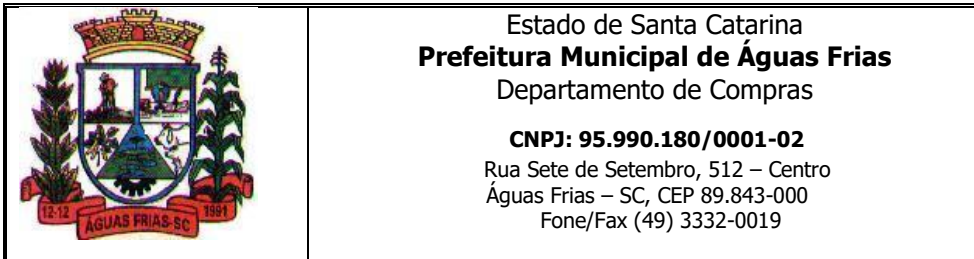 12-12
ÁGUAS FRIAS-SC
1991
Estado de Santa Catarina
Prefeitura Municipal de Águas Frias
Departamento de Compras
CNPJ: 95.990.180/0001-02
Rua Sete de Setembro, 512 – Centro
Águas Frias – SC, CEP 89.843-000
Fone/Fax (49) 3332-0019